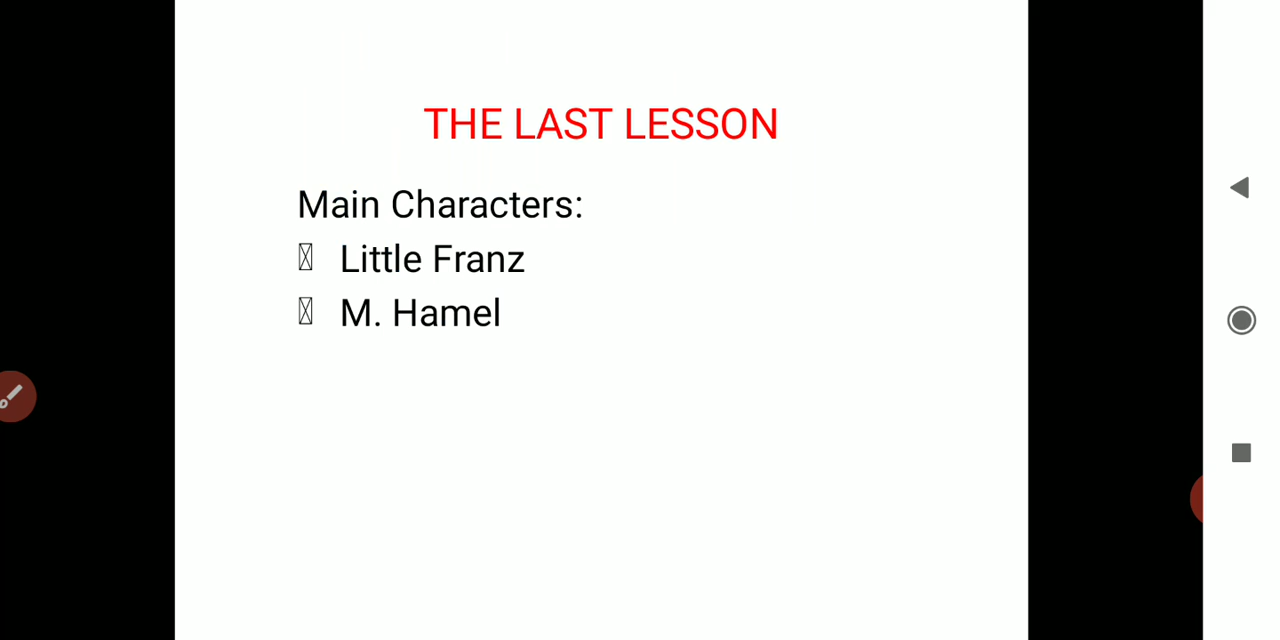 THE LAST LESSON
Main Characters:
Little Franz
M. Hamel